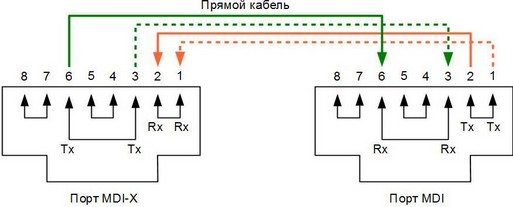 Прямой кабель
8 7 6 5 4 3 2 1
8 7 6 5 4 3 2 1
Rx Rx
Tx Tx
Tx Tx
Rx Rx
Порт MDI-X
Порт MDI